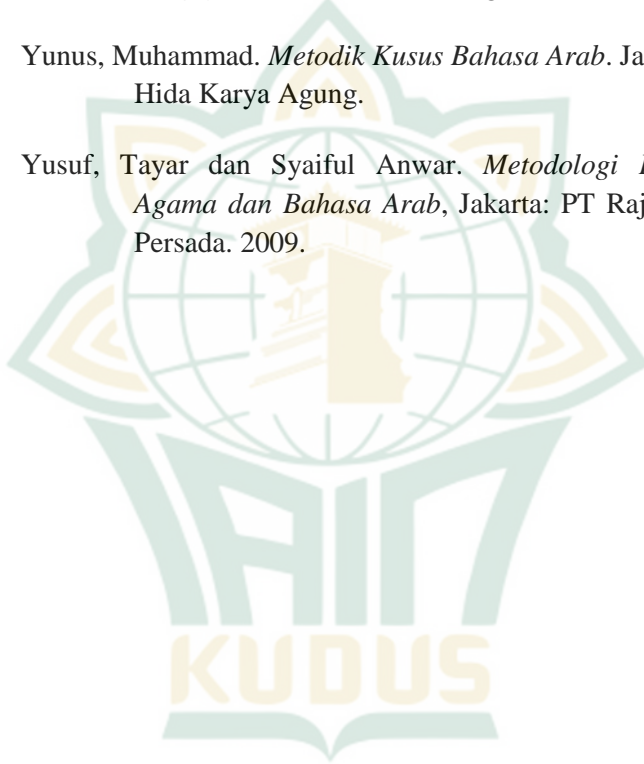 Yunus, Muhammad. Metodik Kusus Bahasa Arab. Ja
Hida Karya Agung.
Yusuf, Tayar dan Syaiful Anwar. Metodologi
Agama dan Bahasa Arab, Jakarta: PT Raj
Persada. 2009.
IAIN
KUDUS